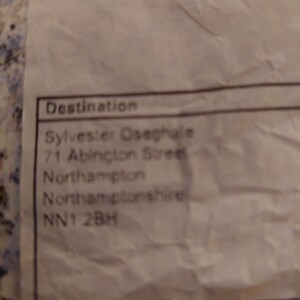 Destination
Sylvester Oseghale
71 Abington Street
Northampton
Northamptonshire
NN1 2BH